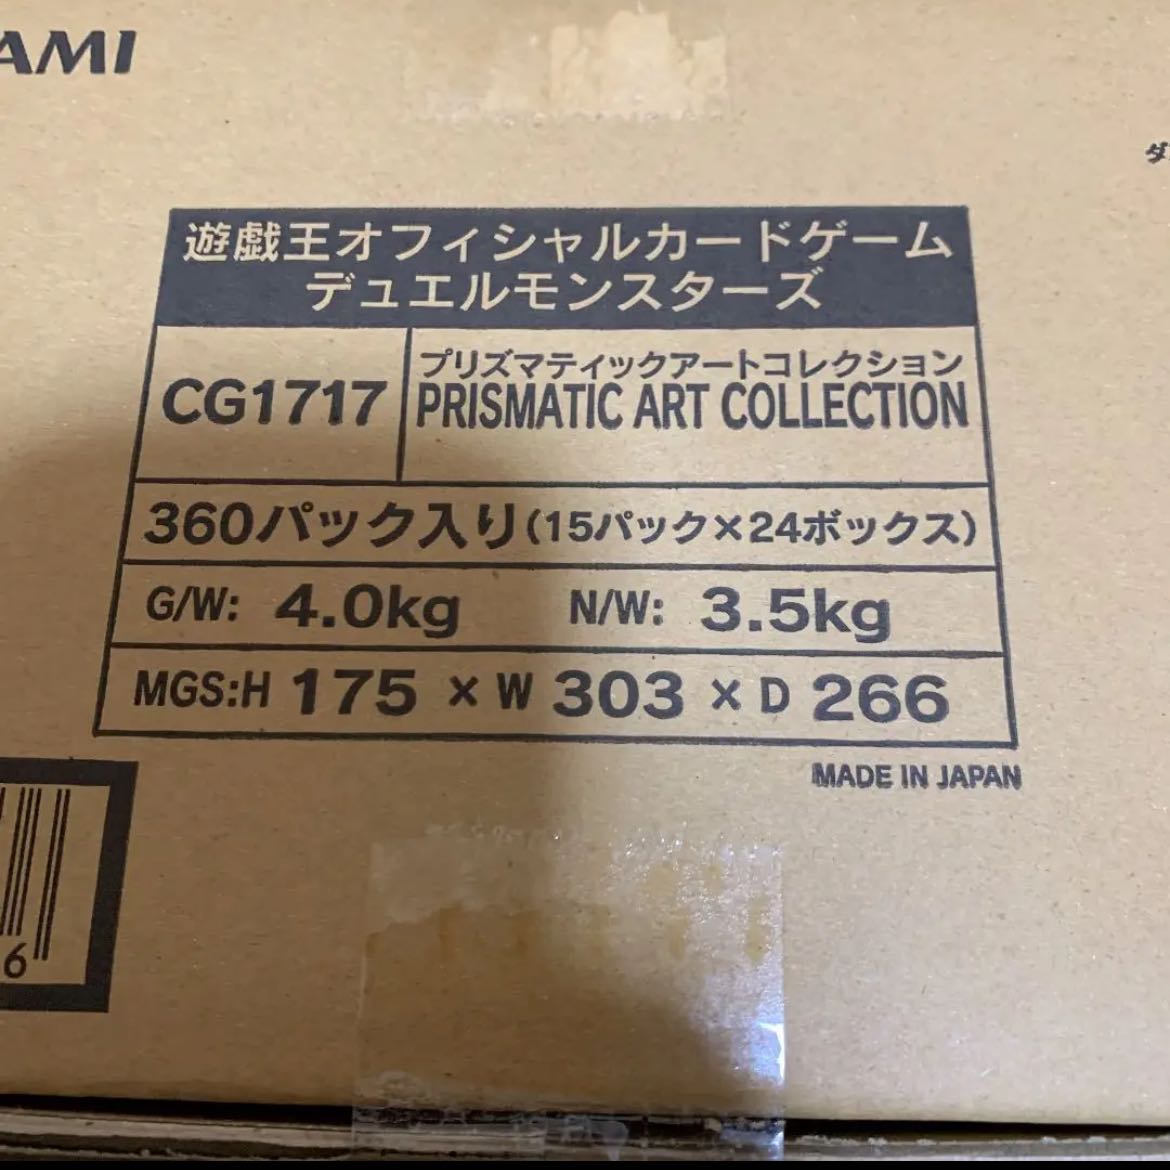 AMI
ダ
遊戯王オフィシャルカードゲーム
デュエルモンスターズ
CG1717
プリズマティックアートコレクション
PRISMATIC ART COLLECTION
360パック入り(15パック×24ボックス)
G/W: 4.0kg N/W: 3.5kg
MGS:H 175 × W 303 × D 266
MADE IN JAPAN
6